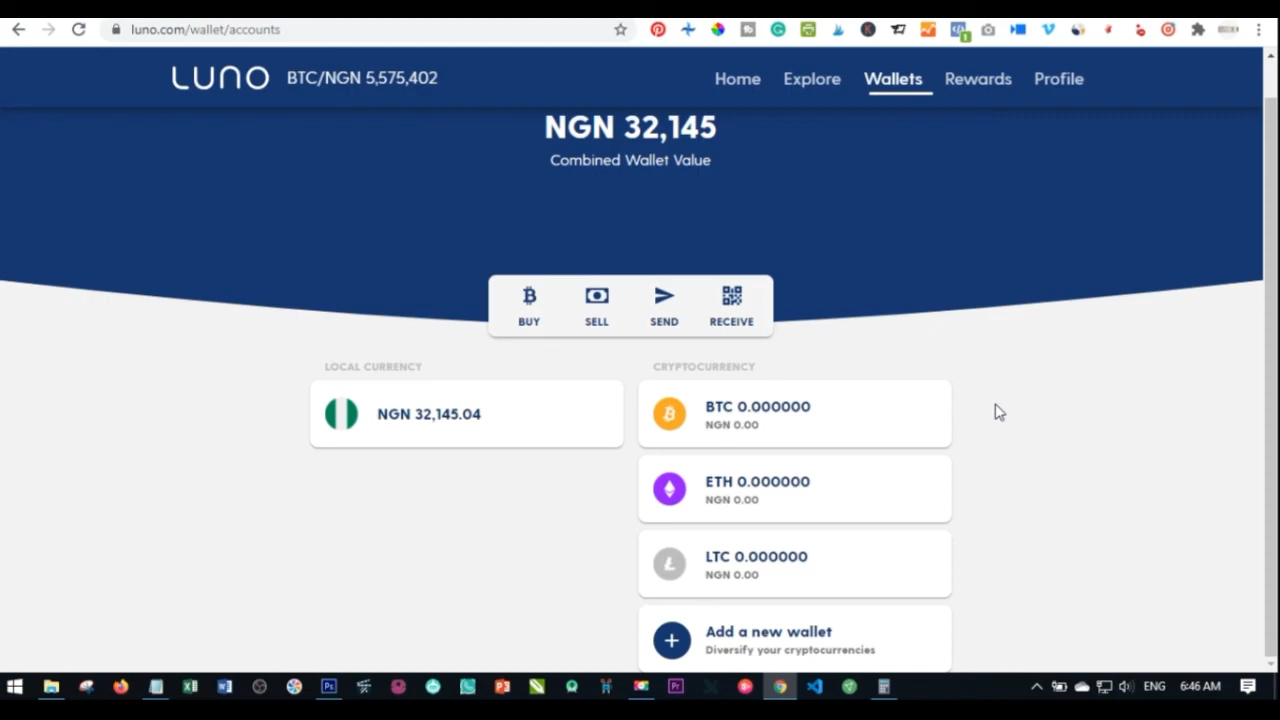 luno.com/wallet/accounts
LUNO BTC/NGN 5,575,402 Home Explore Wallets Rewards Profile
NGN 32,145
Combined Wallet Value
BUY SELL SEND RECEIVE
LOCAL CURRENCY
NGN 32,145.04
CRYPTOCURRENCY
BTC 0.000000
NGN 0.00
ETH 0.000000
NGN 0.00
LTC 0.000000
NGN 0.00
Add a new wallet
Diversify your cryptocurrencies
ENG 6:46 AM